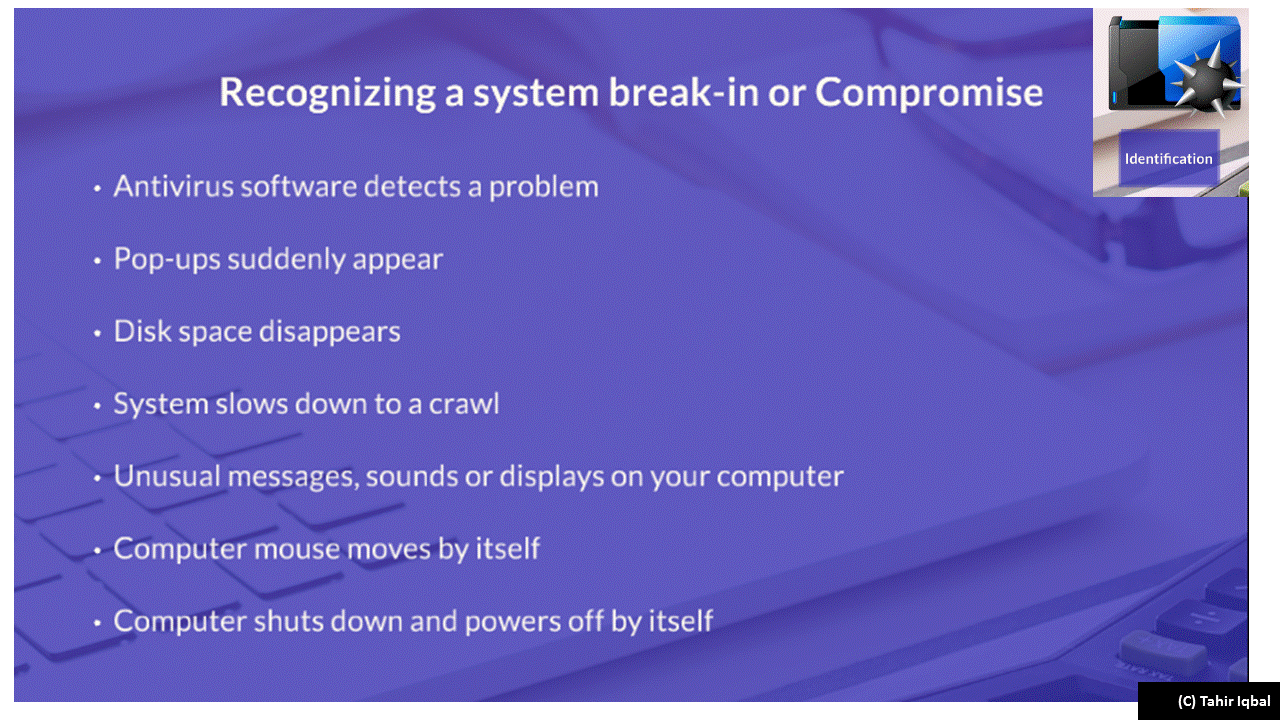 Recognizing a system break-in or Compromise
Identification
• Antivirus software detects a problem
• Pop-ups suddenly appear
• Disk space disappears
• System slows down to a crawl
• Unusual messages, sounds or displays on your computer
• Computer mouse moves by itself
• Computer shuts down and powers off by itself
(C) Tahir Iqbal